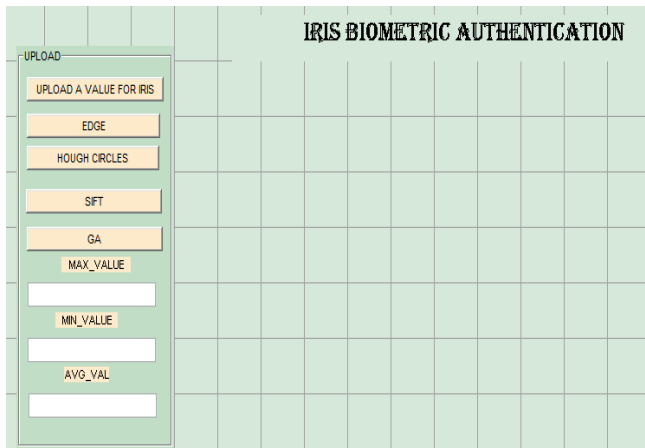 IRIS BIOMETRIC AUTHENTICATION
UPLOAD
UPLOAD A VALUE FOR IRIS
EDGE
HOUGH CIRCLES
SIFT
GA
MAX_VALUE
MIN_VALUE
AVG_VAL